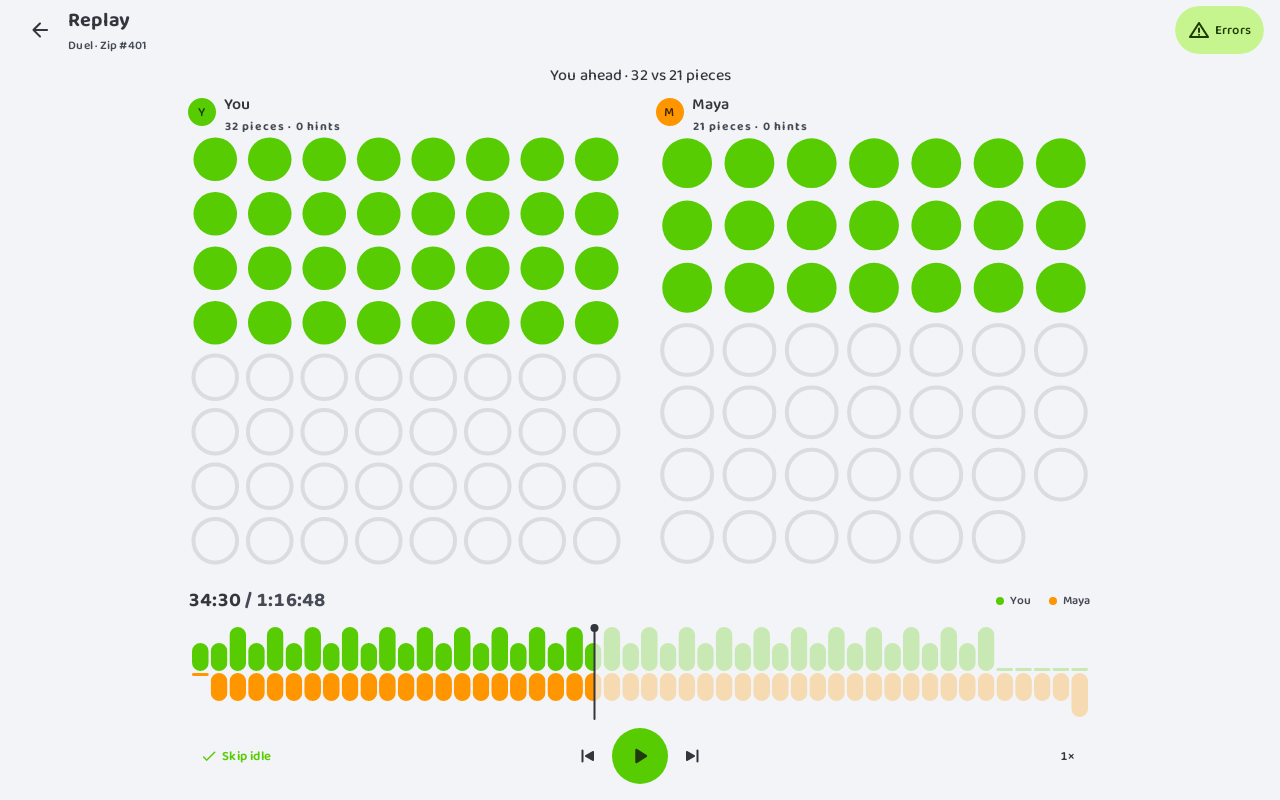 Replay
Duel · Zip #401
Errors
You ahead · 32 vs 21 pieces
Y
You
32 pieces · 0 hints
M
Maya
21 pieces · 0 hints
34:30 / 1:16:48
You
Maya
Skip idle
1×